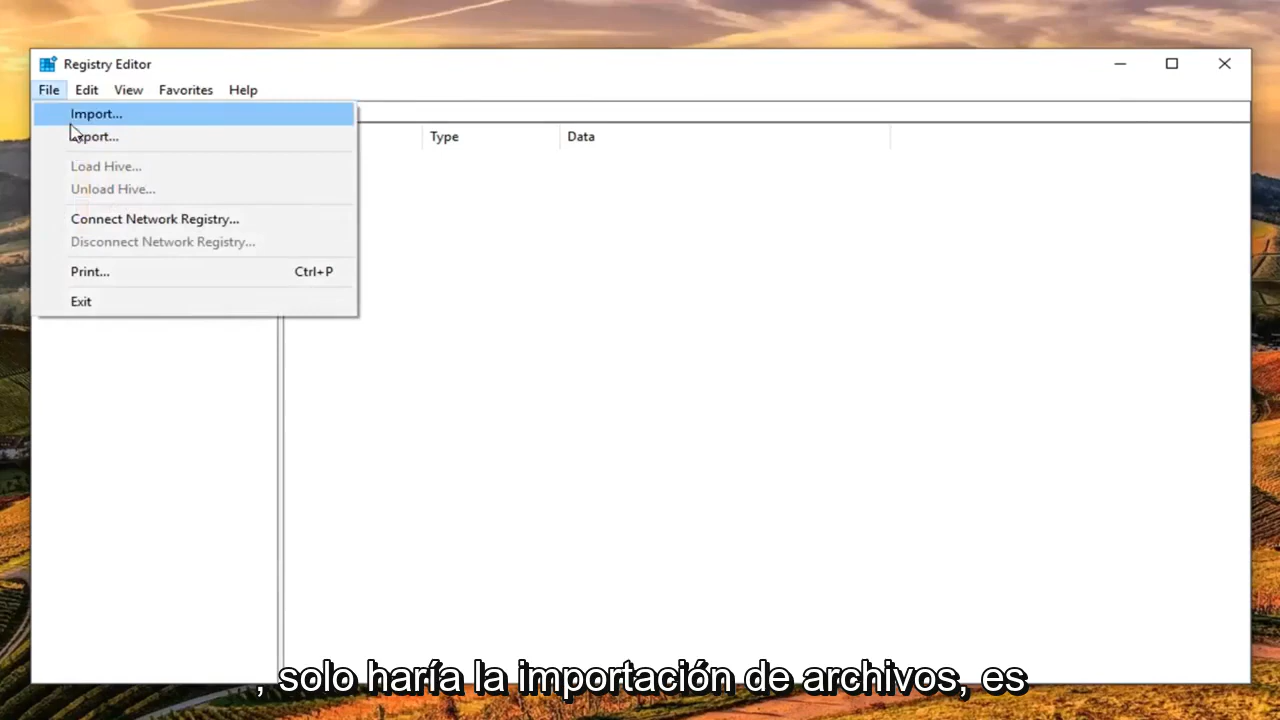 Registry Editor
File Edit View Favorites Help
Import...
Export...
Type Data
Load Hive...
Unload Hive...
Connect Network Registry...
Disconnect Network Registry...
Print... Ctrl+P
Exit
, solo haría la importación de archivos, es